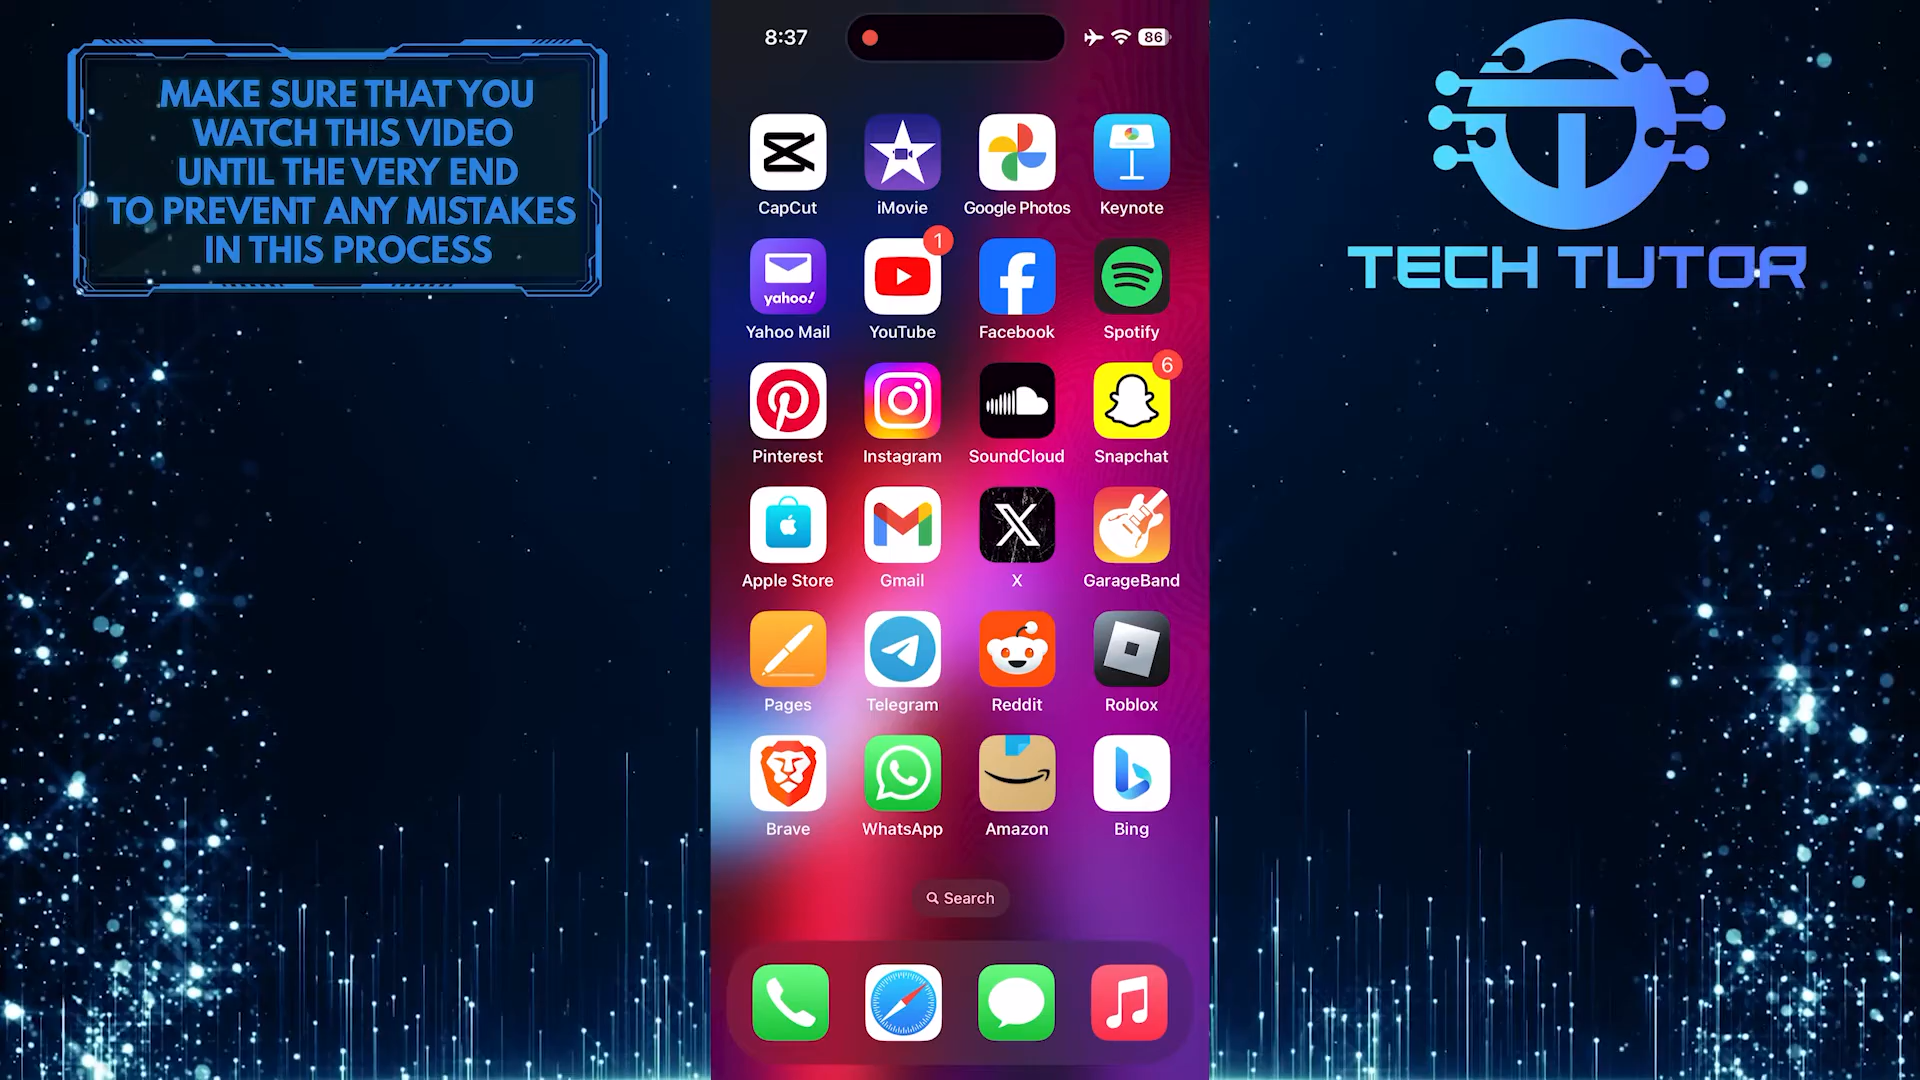 MAKE SURE THAT YOU
WATCH THIS VIDEO
UNTIL THE VERY END
TO PREVENT ANY MISTAKES
IN THIS PROCESS
8:37
86
TECH TUTOR
CapCut
iMovie
Google Photos
Keynote
yahoo!
1
Yahoo Mail
YouTube
Facebook
Spotify
6
Pinterest
Instagram
SoundCloud
Snapchat
Apple Store
Gmail
X
GarageBand
Pages
Telegram
Reddit
Roblox
Brave
WhatsApp
Amazon
Bing
Search